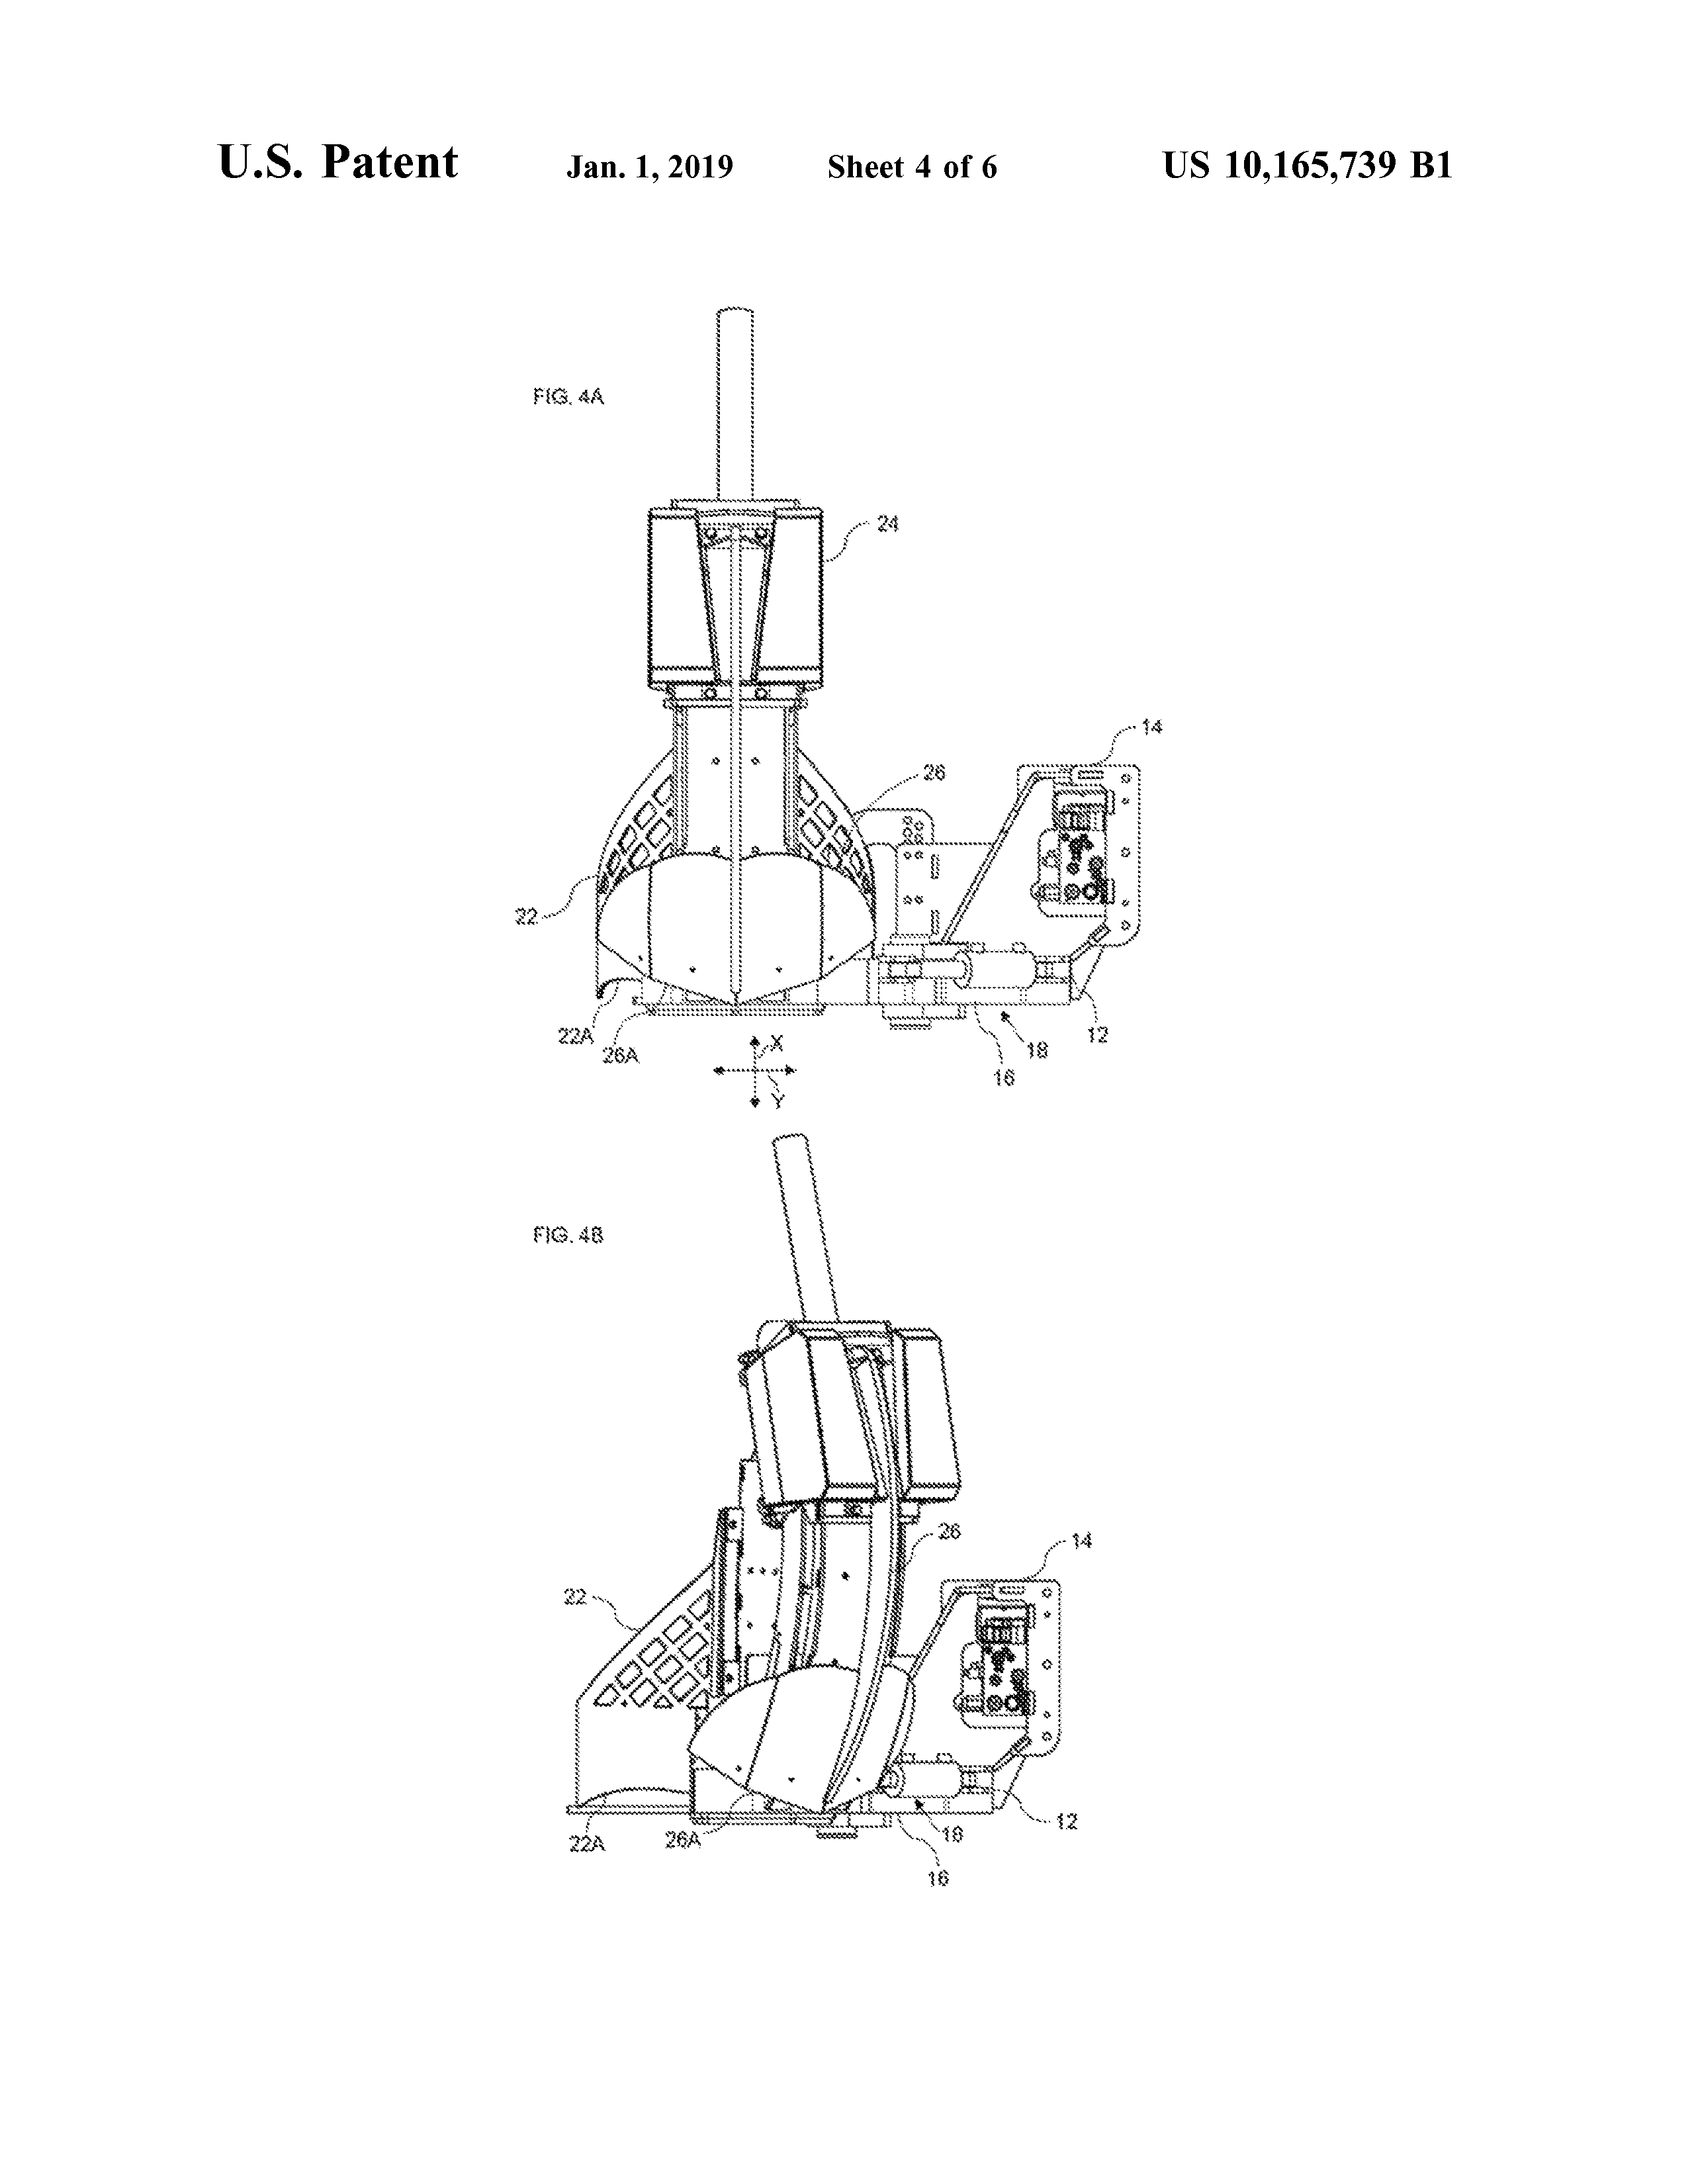 U.S. Patent Jan. 1, 2019 Sheet 4 of 6 US 10,165,739 B1
FIG. 4A
24
14
26
22
22A
26A
12
18
16
X
Y
FIG. 4B
26
14
22
12
18
26A
22A
16